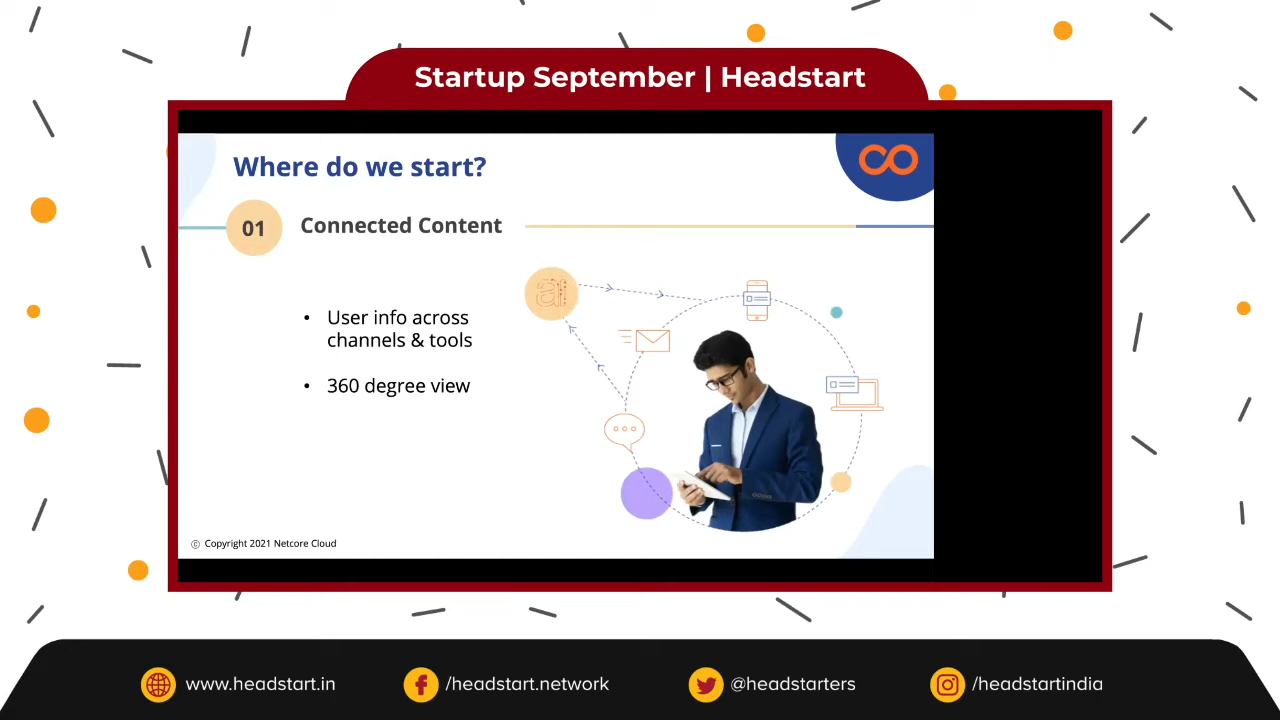 Startup September | Headstart
Where do we start?
01
Connected Content
• User info across
channels & tools
• 360 degree view
ai
© Copyright 2021 Netcore Cloud
www.headstart.in
/headstart.network
@headstarters
/headstartindia